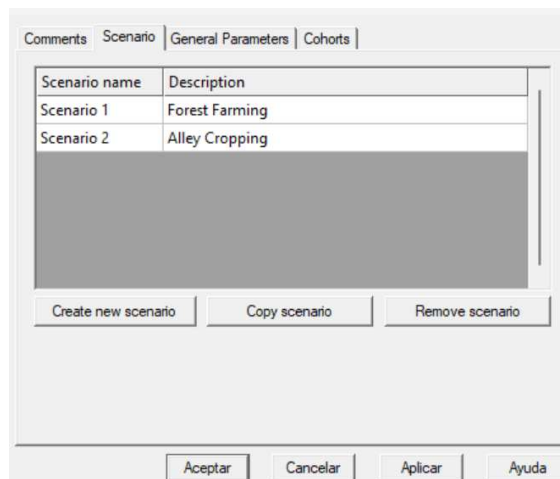 Comments Scenario General Parameters Cohorts
Scenario name Description
Scenario 1 Forest Farming
Scenario 2 Alley Cropping
Create new scenario Copy scenario Remove scenario
Aceptar Cancelar Aplicar Ayuda